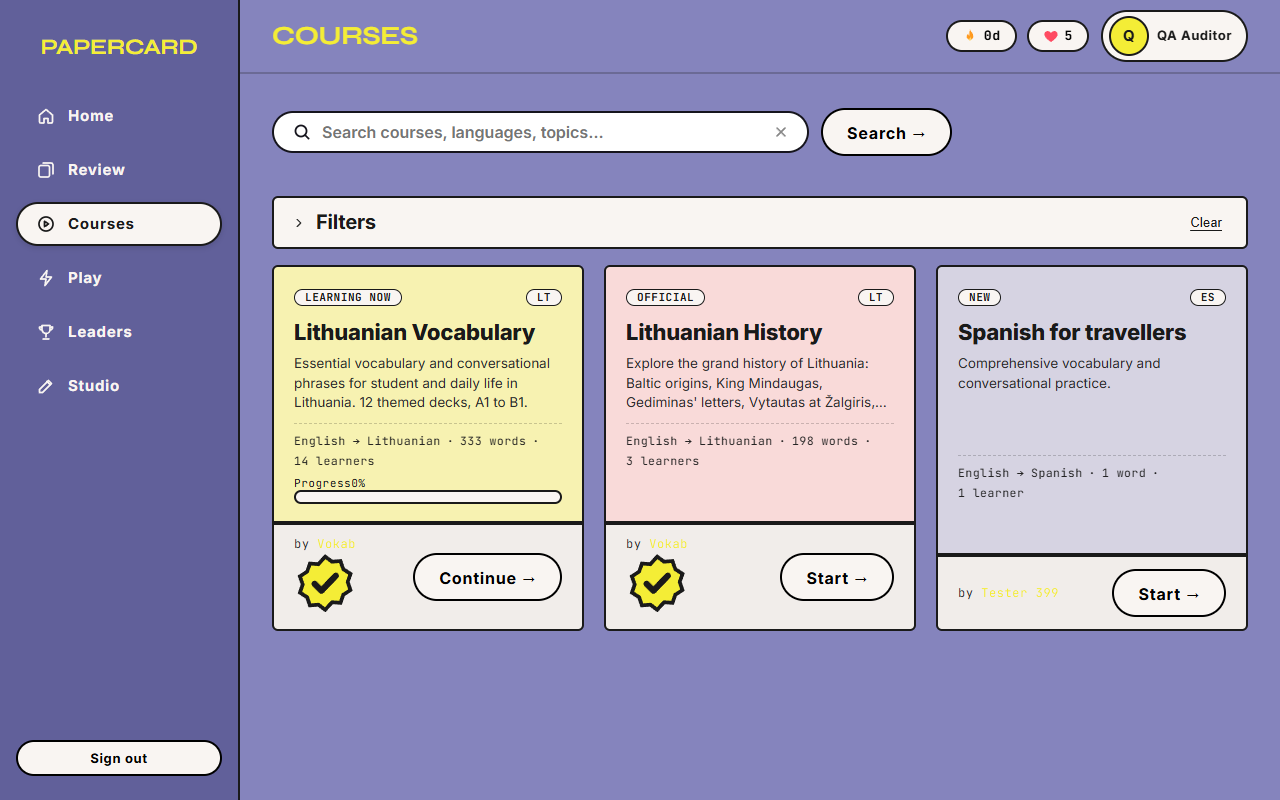 PAPERCARD
Home
Review
Courses
Play
Leaders
Studio
Sign out
COURSES
0d
5
Q
QA Auditor
Search courses, languages, topics...
Search →
Filters
Clear
LEARNING NOW
LT
Lithuanian Vocabulary
Essential vocabulary and conversational
phrases for student and daily life in
Lithuania. 12 themed decks, A1 to B1.
English → Lithuanian · 333 words ·
14 learners
Progress0%
by Vokab
Continue →
OFFICIAL
LT
Lithuanian History
Explore the grand history of Lithuania:
Baltic origins, King Mindaugas,
Gediminas' letters, Vytautas at Žalgiris,...
English → Lithuanian · 198 words ·
3 learners
by Vokab
Start →
NEW
ES
Spanish for travellers
Comprehensive vocabulary and
conversational practice.
English → Spanish · 1 word ·
1 learner
by Tester 399
Start →